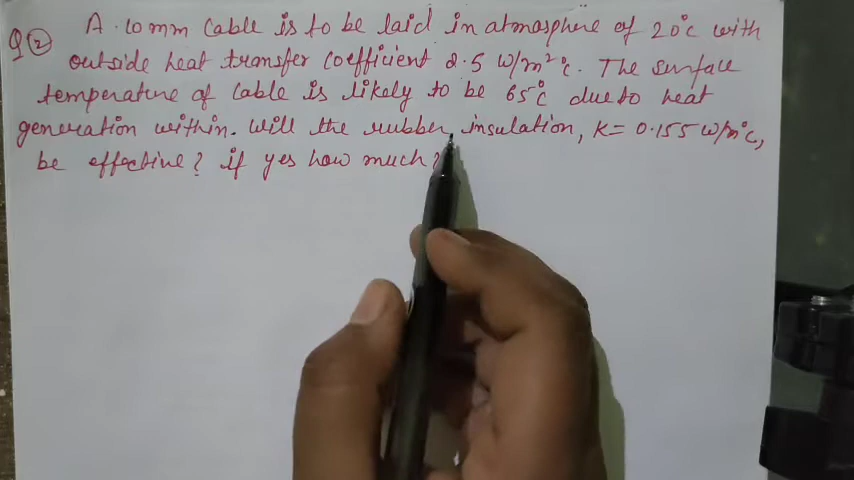 Q② A 10 mm Cable is to be laid in atmosphere of 20°c with
outside heat transfer coefficient 8.5 w/m²°c. The surface
temperature of Cable is likely to be 65°c due to heat
generation within. Will the rubber insulation, K = 0.155 w/m°c,
be effective? if yes how much?